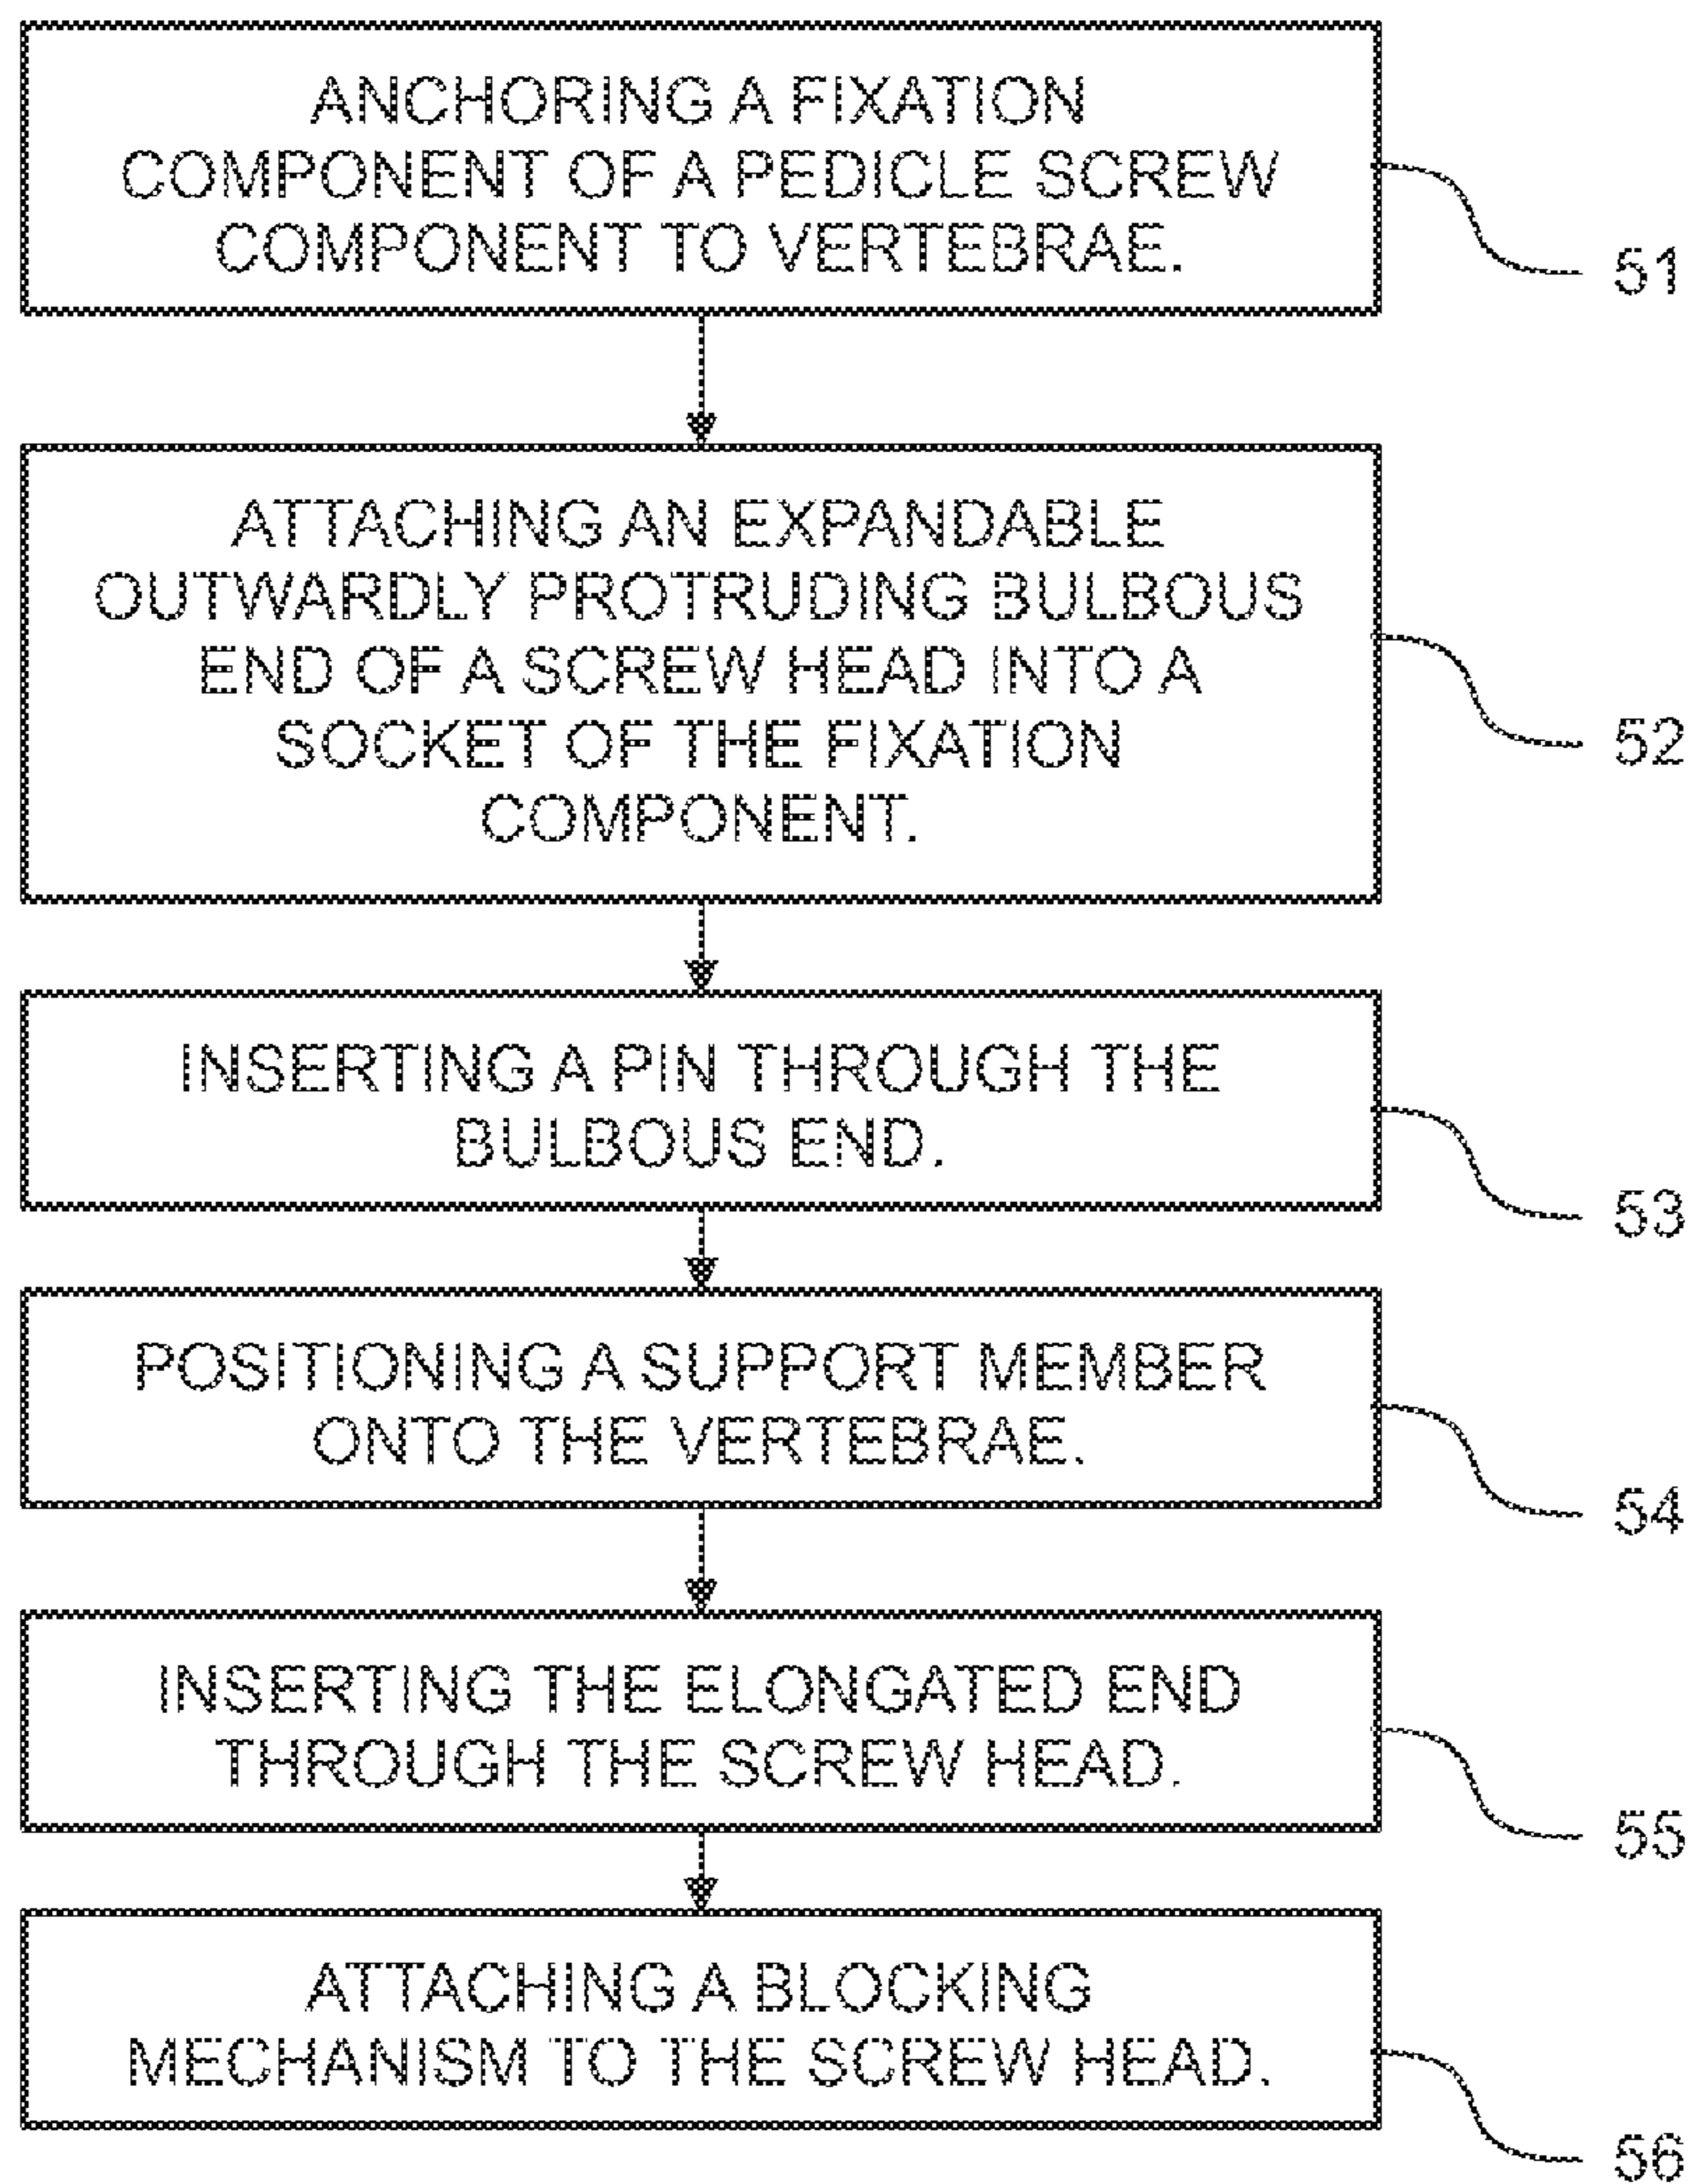 ANCHORING A FIXATION
COMPONENT OF A PEDICLE SCREW
COMPONENT TO VERTEBRAE.
51
ATTACHING AN EXPANDABLE
OUTWARDLY PROTRUDING BULBOUS
END OF A SCREW HEAD INTO A
SOCKET OF THE FIXATION
COMPONENT.
52
INSERTING A PIN THROUGH THE
BULBOUS END.
53
POSITIONING A SUPPORT MEMBER
ONTO THE VERTEBRAE.
54
INSERTING THE ELONGATED END
THROUGH THE SCREW HEAD.
55
ATTACHING A BLOCKING
MECHANISM TO THE SCREW HEAD.
56